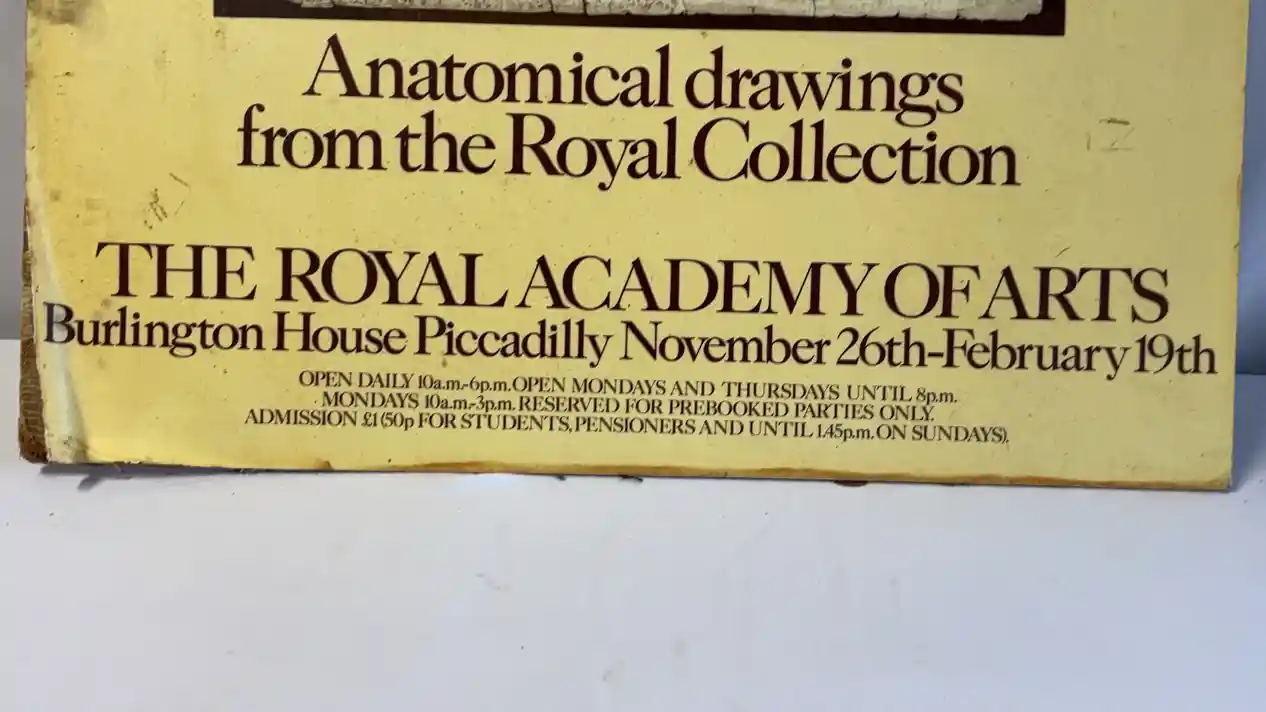 Anatomical drawings
from the Royal Collection
THE ROYAL ACADEMY OF ARTS
Burlington House Piccadilly November 26th-February 19th
OPEN DAILY 10a.m.-6p.m. OPEN MONDAYS AND THURSDAYS UNTIL 8p.m.
MONDAYS 10a.m.-3p.m. RESERVED FOR PREBOOKED PARTIES ONLY.
ADMISSION £1 (50p FOR STUDENTS, PENSIONERS AND UNTIL 1.45p.m. ON SUNDAYS).